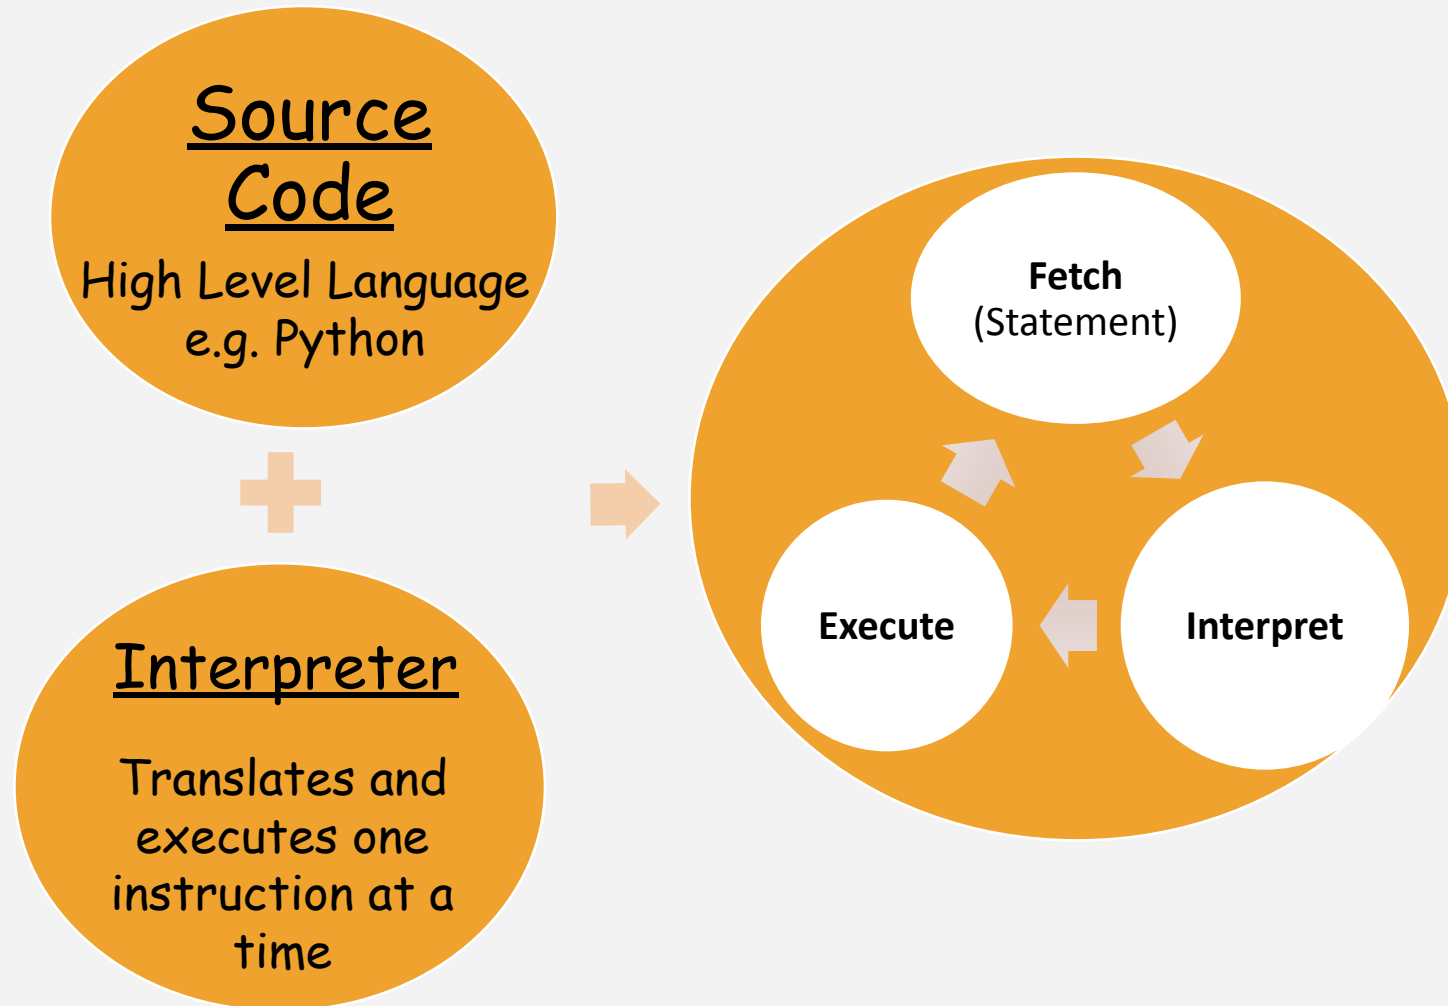 Source
Code
High Level Language
e.g. Python
Interpreter
Translates and
executes one
instruction at a
time
Fetch
(Statement)
Execute
Interpret